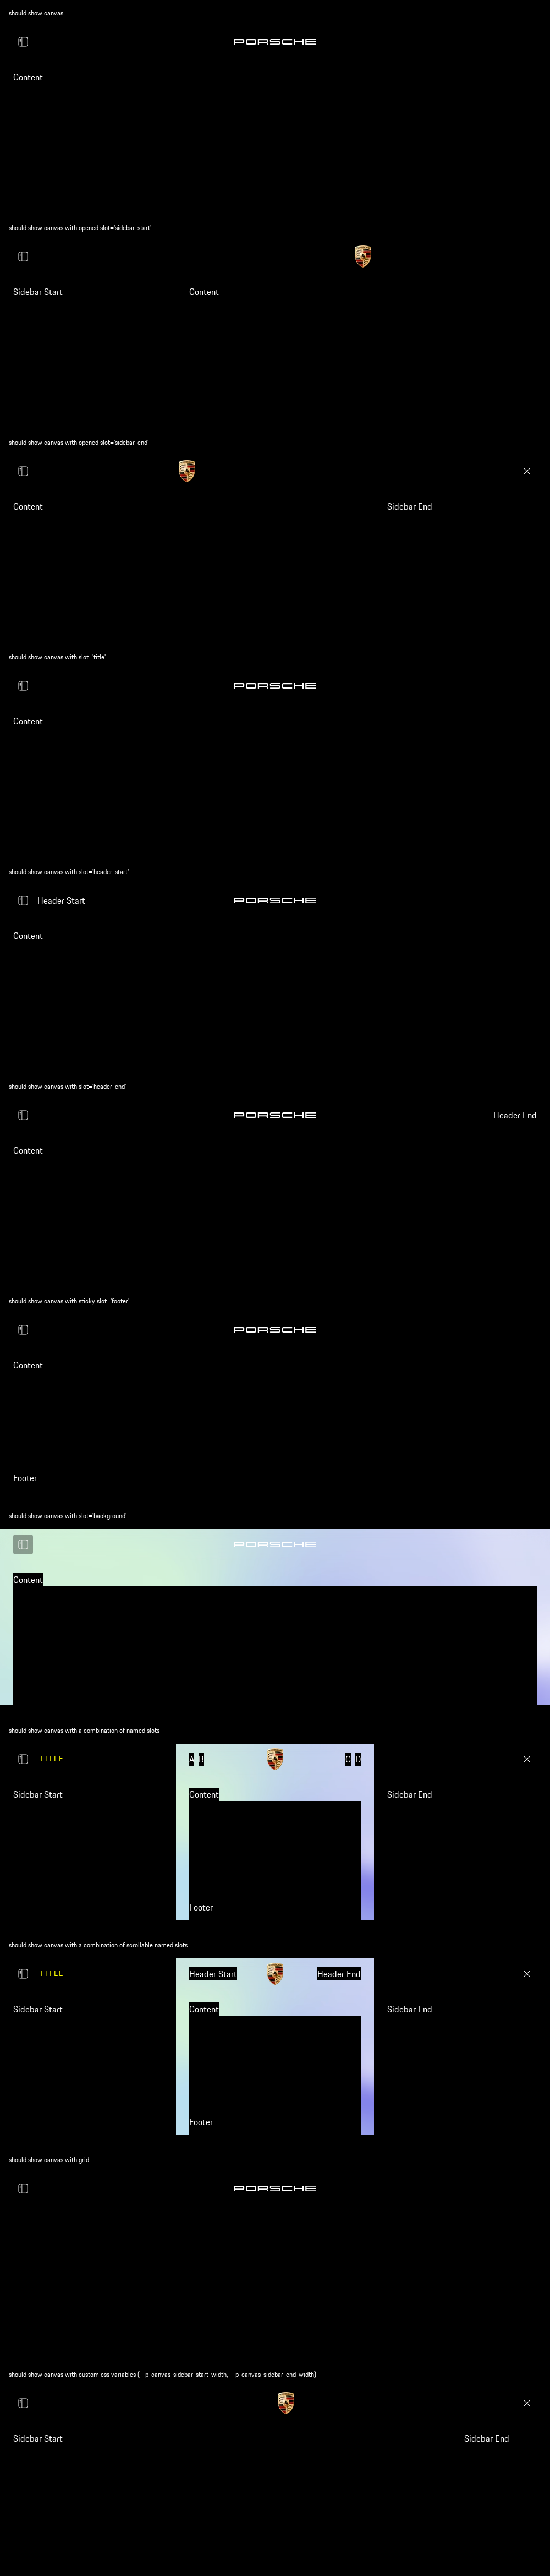 should show canvas
PORSCHE
Content
should show canvas with opened slot='sidebar-start'
Sidebar Start Content
should show canvas with opened slot='sidebar-end'
Content Sidebar End
should show canvas with slot='title'
PORSCHE
Content
should show canvas with slot='header-start'
Header Start PORSCHE
Content
should show canvas with slot='header-end'
PORSCHE Header End
Content
should show canvas with sticky slot='footer'
PORSCHE
Content
Footer
should show canvas with slot='background'
PORSCHE
Content
should show canvas with a combination of named slots
TITLE A B C D
Sidebar Start Content Sidebar End
Footer
should show canvas with a combination of scrollable named slots
TITLE Header Start Header End
Sidebar Start Content Sidebar End
Footer
should show canvas with grid
PORSCHE
should show canvas with custom css variables (--p-canvas-sidebar-start-width, --p-canvas-sidebar-end-width)
Sidebar Start Sidebar End